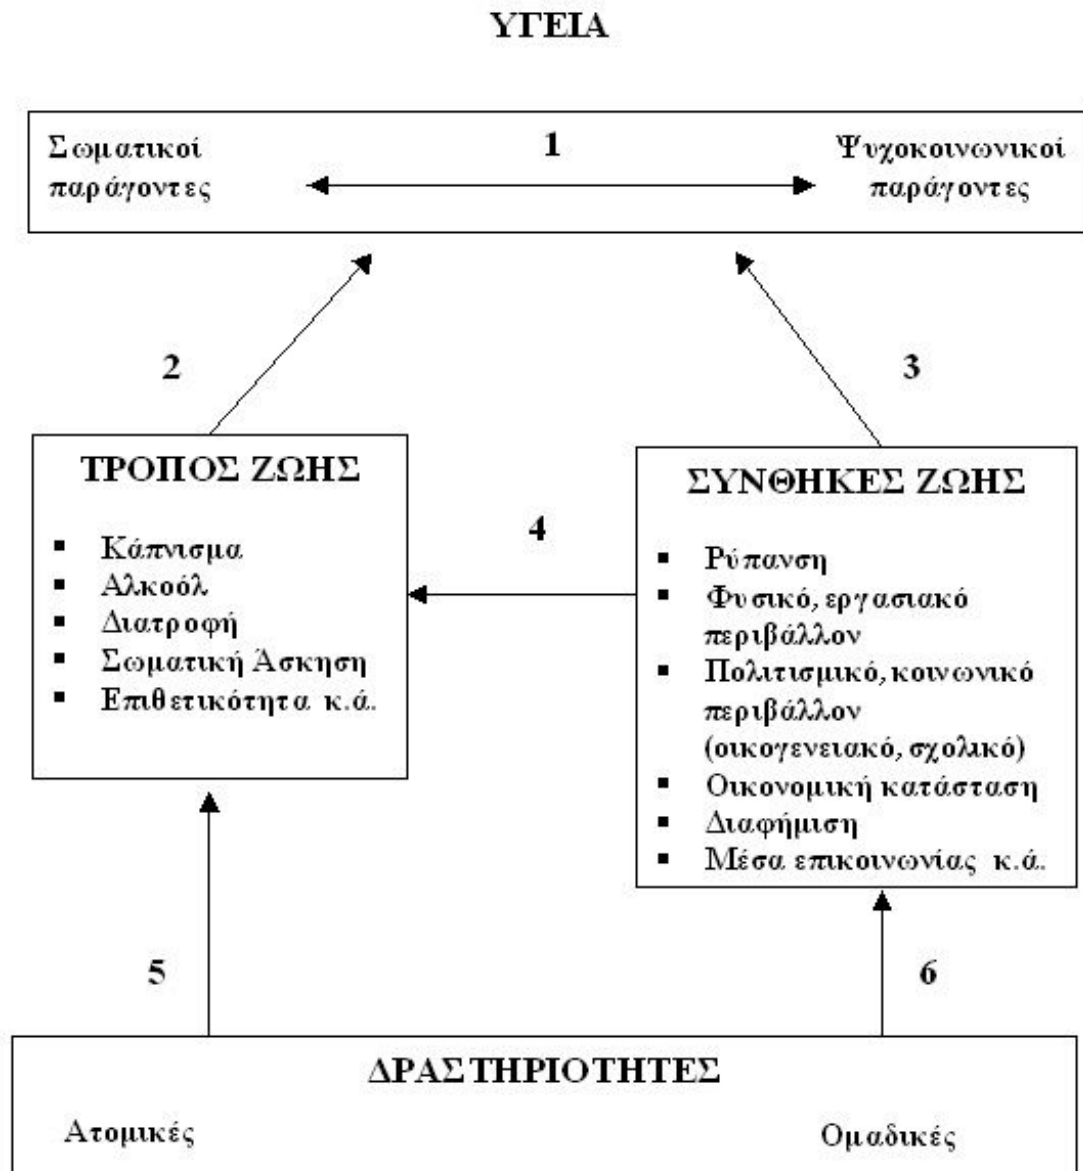 ΥΓΕΙΑ
1
Σωματικοί
παράγοντες
Ψυχοκοινωνικοί
παράγοντες
2
3
ΤΡΟΠΟΣ ΖΩΗΣ
▪ Κάπνισμα
▪ Αλκοόλ
▪ Διατροφή
▪ Σωματική Άσκηση
▪ Επιθετικότητα κ.ά.
4
ΣΥΝΘΗΚΕΣ ΖΩΗΣ
▪ Ρύπανση
▪ Φυσικό, εργασιακό
περιβάλλον
▪ Πολιτισμικό, κοινωνικό
περιβάλλον
(οικογενειακό, σχολικό)
▪ Οικονομική κατάσταση
▪ Διαφήμιση
▪ Μέσα επικοινωνίας κ.ά.
5
6
ΔΡΑΣΤΗΡΙΟΤΗΤΕΣ
Ατομικές
Ομαδικές